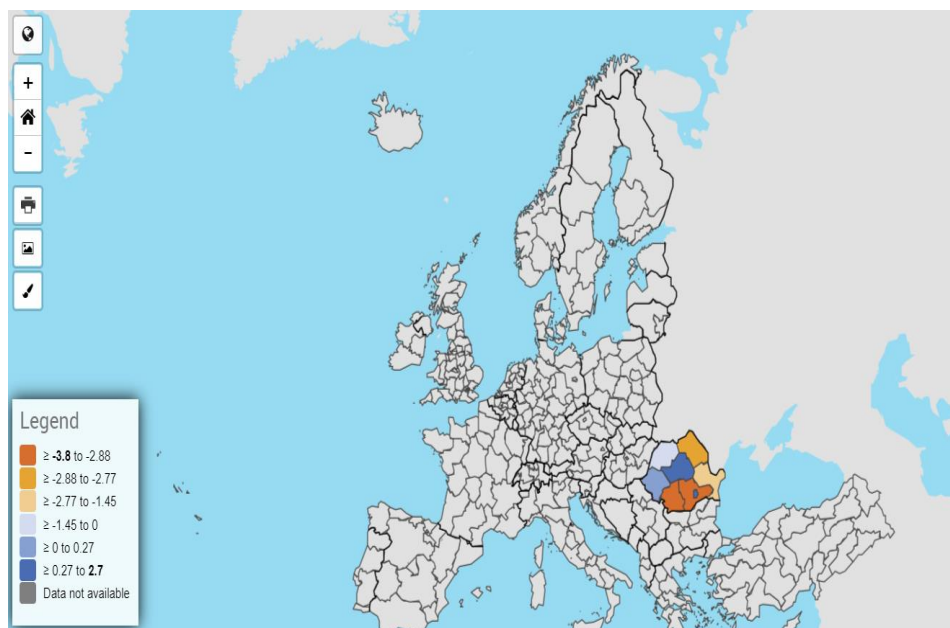 Legend
≥ -3.8 to -2.88
≥ -2.88 to -2.77
≥ -2.77 to -1.45
≥ -1.45 to 0
≥ 0 to 0.27
≥ 0.27 to 2.7
Data not available